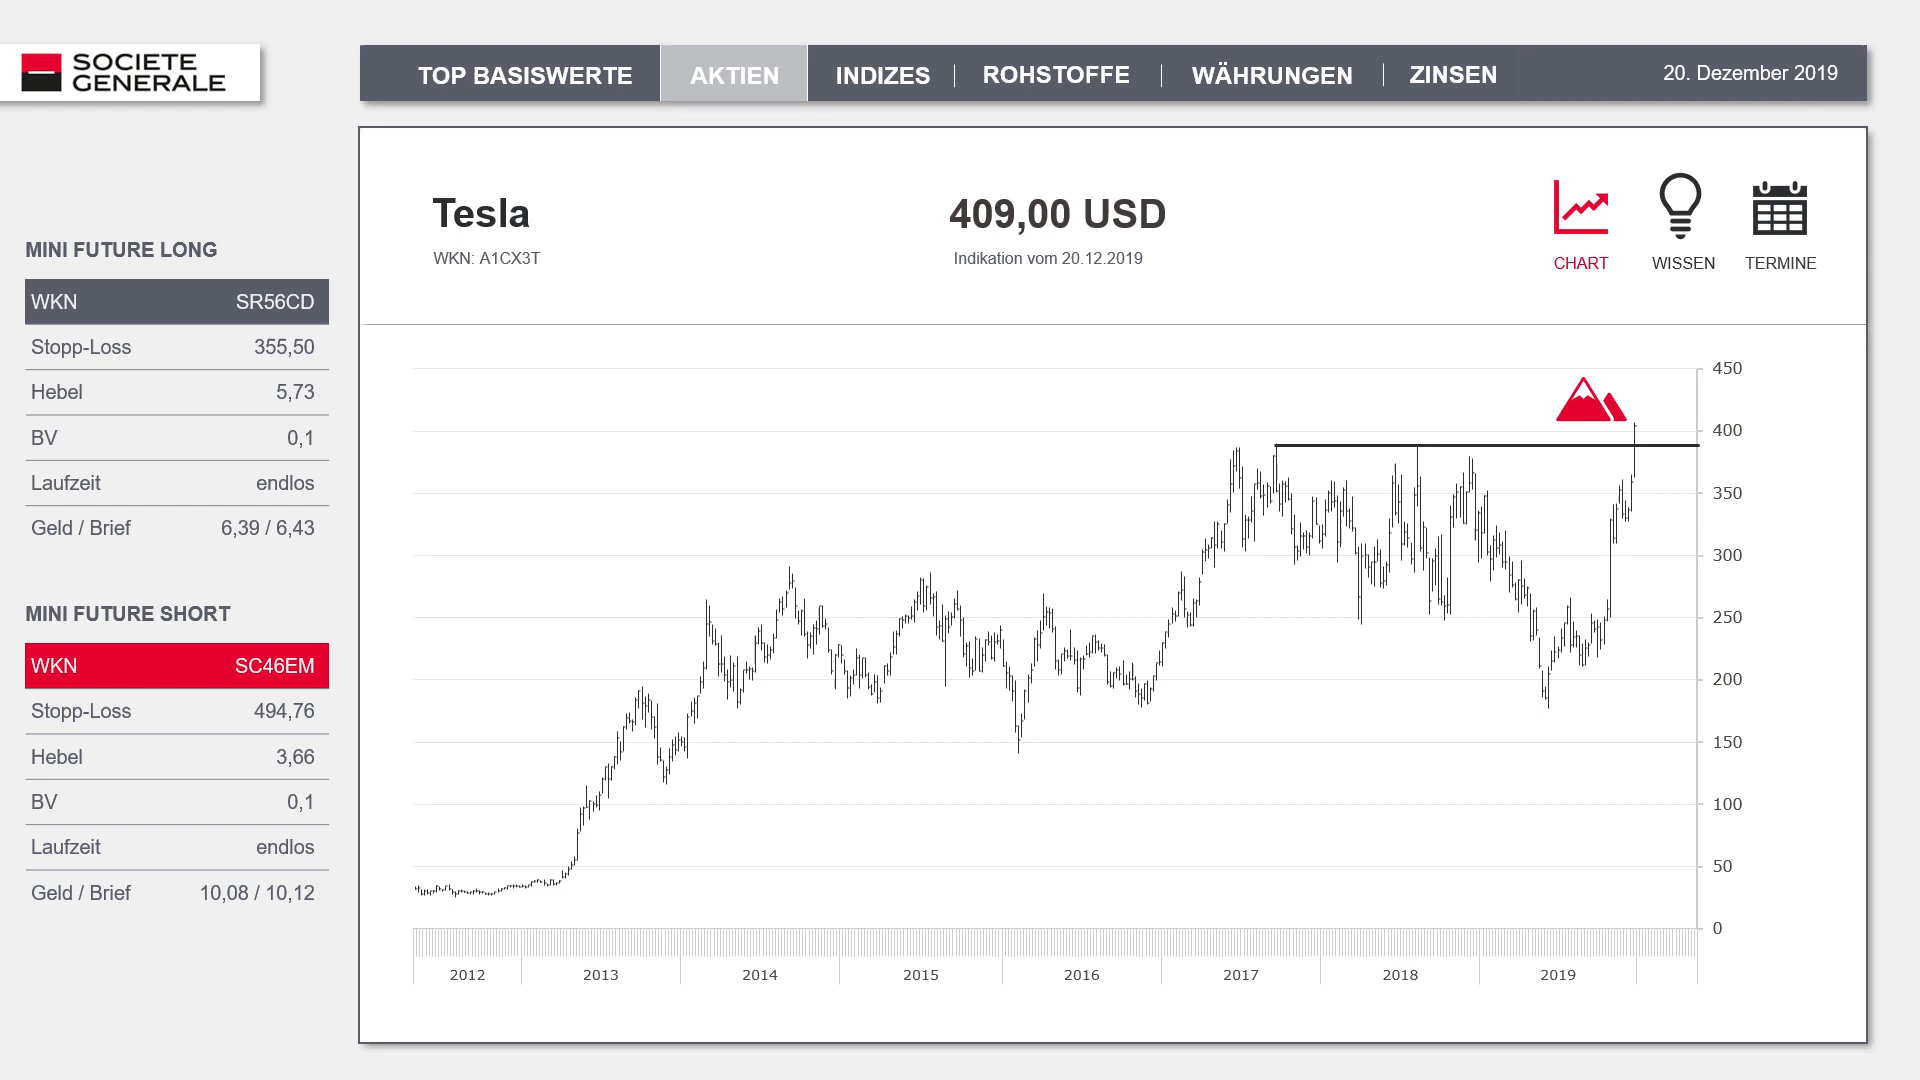 SOCIETE
GENERALE
TOP BASISWERTE AKTIEN INDIZES ROHSTOFFE WÄHRUNGEN ZINSEN 20. Dezember 2019
Tesla 409,00 USD
WKN: A1CX3T Indikation vom 20.12.2019
CHART WISSEN TERMINE
MINI FUTURE LONG
WKN SR56CD
Stopp-Loss 355,50
Hebel 5,73
BV 0,1
Laufzeit endlos
Geld / Brief 6,39 / 6,43
MINI FUTURE SHORT
WKN SC46EM
Stopp-Loss 494,76
Hebel 3,66
BV 0,1
Laufzeit endlos
Geld / Brief 10,08 / 10,12
450
400
350
300
250
200
150
100
50
0
2012 2013 2014 2015 2016 2017 2018 2019